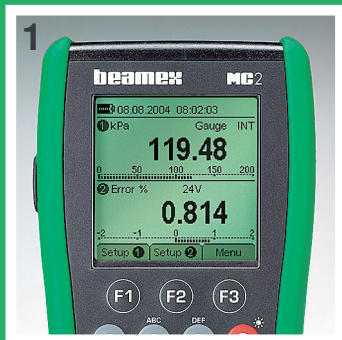 1
beamex MC2
08.08.2004 08:02:03
1 kPa Gauge INT
119.48
0 50 100 150 200
2 Error % 24V
0.814
-2 -1 0 1 2
Setup 1 Setup 2 Menu
F1 F2 F3
ABC DEF